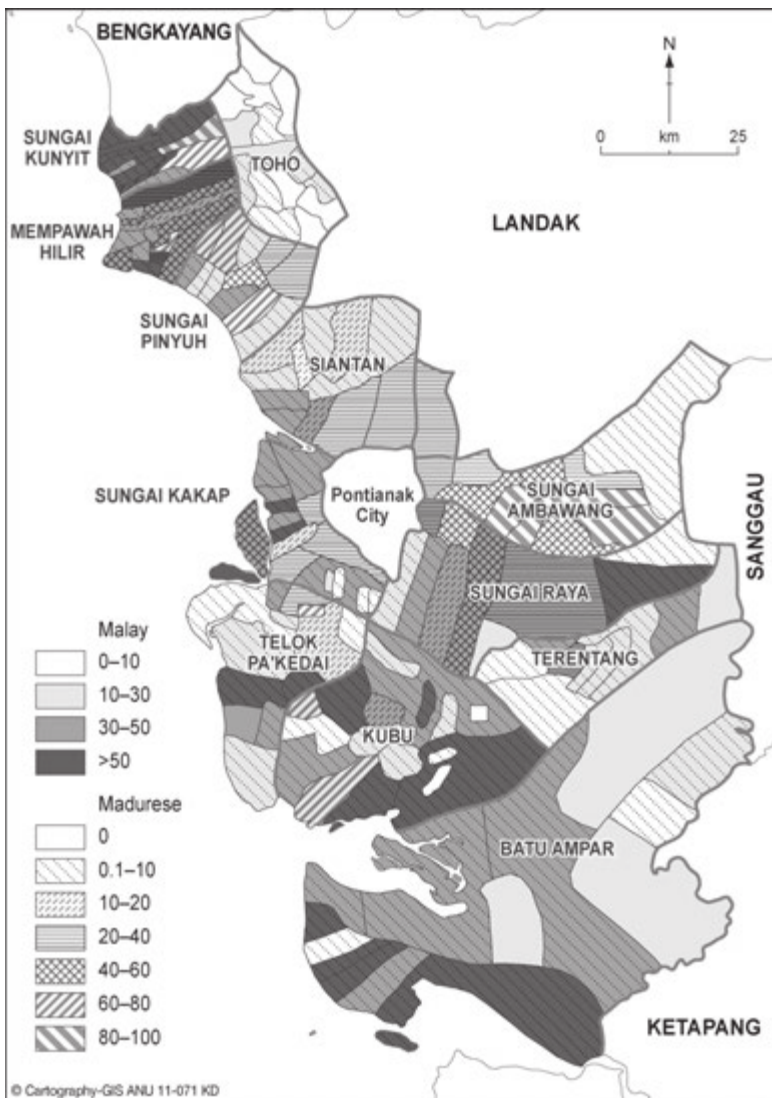 BENGKAYANG
N
0 km 25
SUNGAI
KUNYIT
TOHO
LANDAK
MEMPAWAH
HILIR
SUNGAI
PINYUH
SIANTAN
SUNGAI KAKAP
Pontianak
City
SUNGAI
AMBAWANG
SANGGAU
SUNGAI RAYA
TELOK
PA'KEDAI
TERENTANG
KUBU
BATU AMPAR
KETAPANG
Malay
0–10
10–30
30–50
>50
Madurese
0
0.1–10
10–20
20–40
40–60
60–80
80–100
© Cartography-GIS ANU 11-071 KD